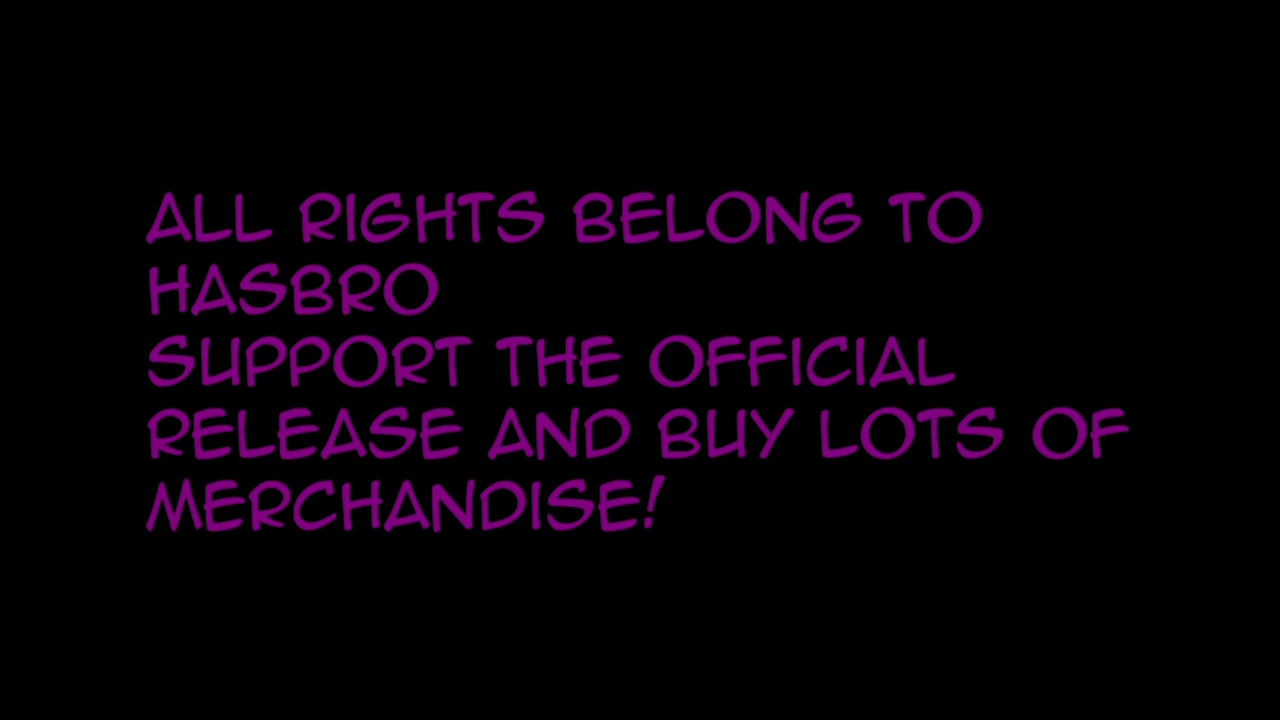 ALL RIGHTS BELONG TO
HASBRO
SUPPORT THE OFFICIAL
RELEASE AND BUY LOTS OF
MERCHANDISE!